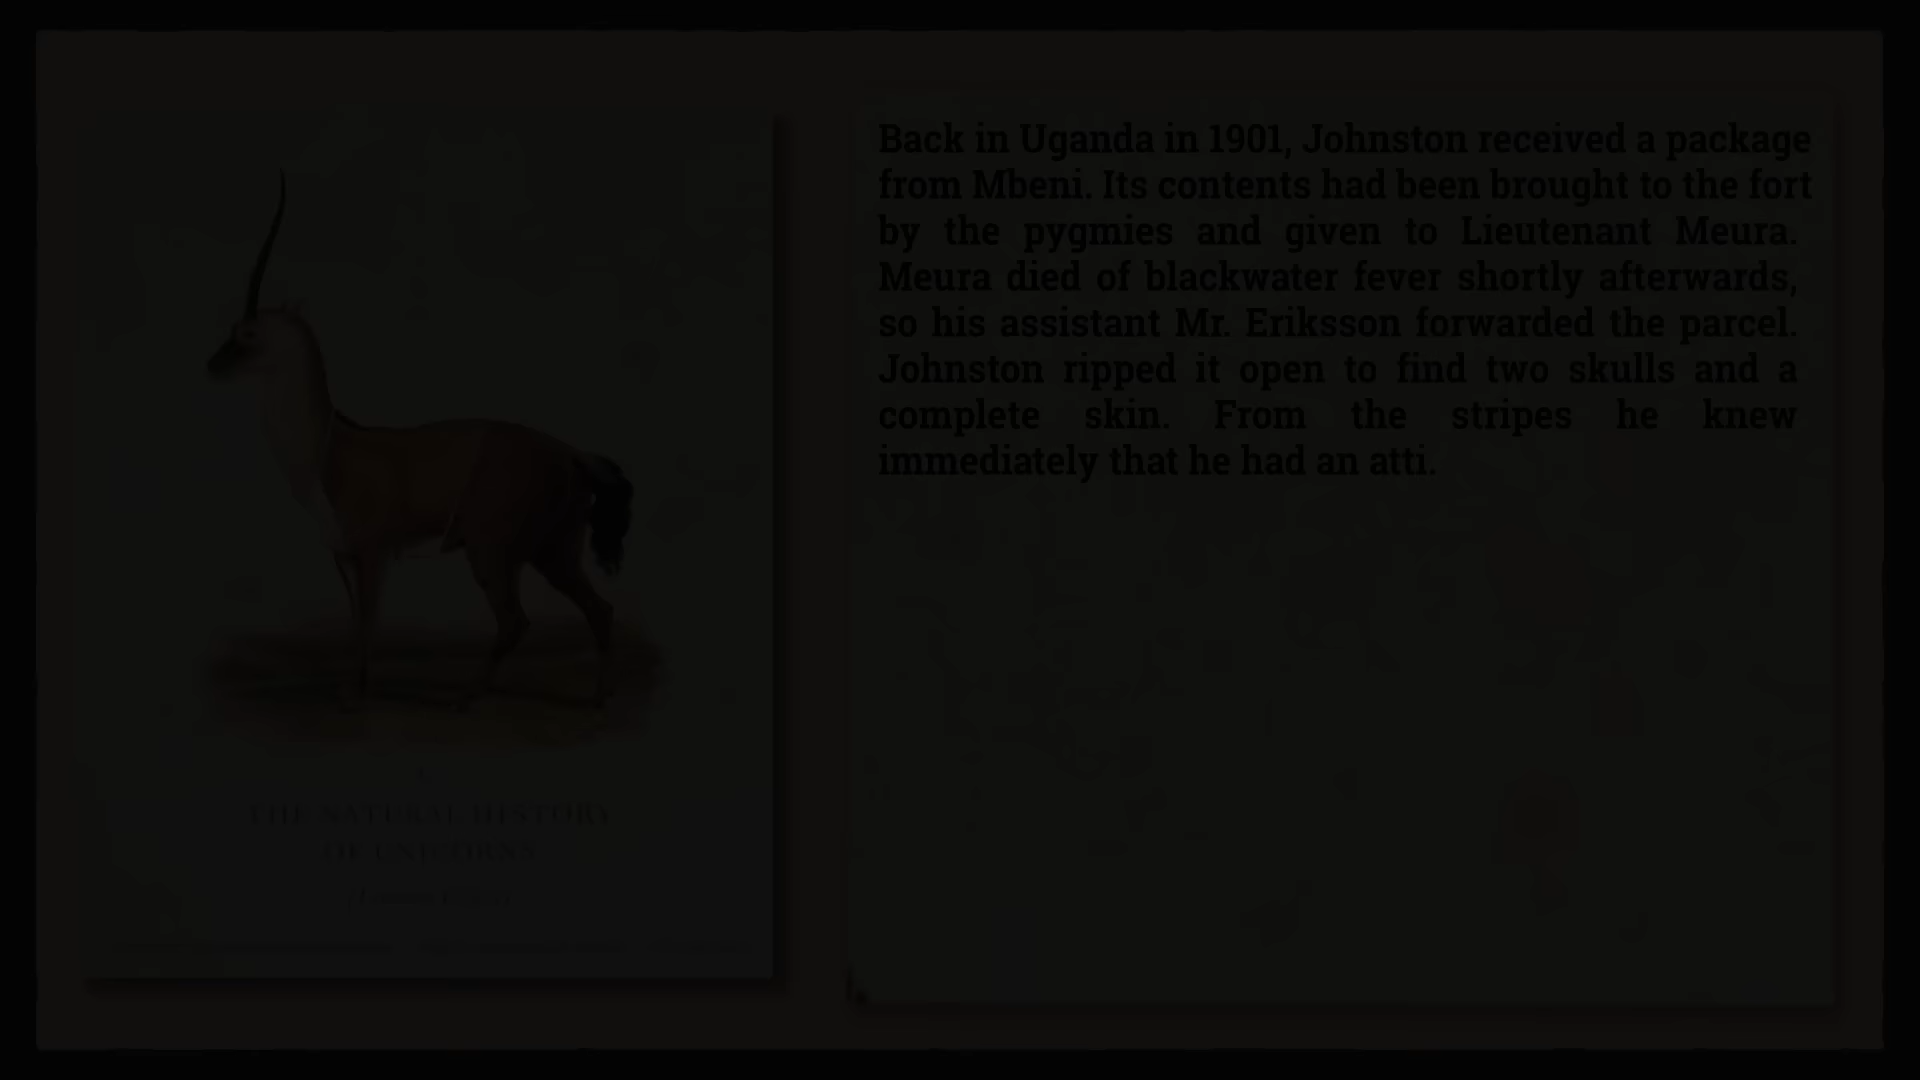 Back in Uganda in 1901, Johnston received a package
from Mbeni. Its contents had been brought to the fort
by the pygmies and given to Lieutenant Meura.
Meura died of blackwater fever shortly afterwards,
so his assistant Mr. Eriksson forwarded the parcel.
Johnston ripped it open to find two skulls and a
complete skin. From the stripes he knew
immediately that he had an atti.
THE NATURAL HISTORY
OF UNICORNS